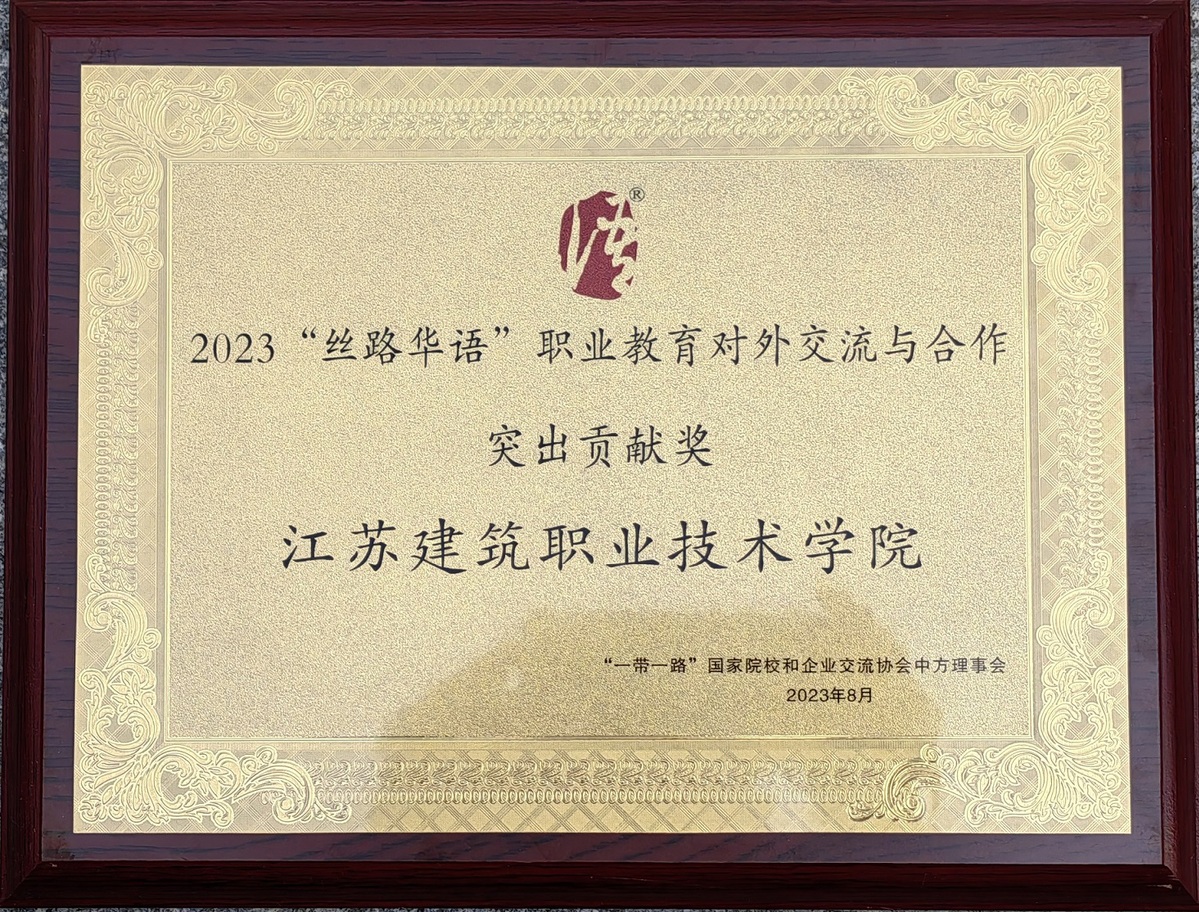 ®
2023“丝路华语”职业教育对外交流与合作
突出贡献奖
江苏建筑职业技术学院
“一带一路”国家院校和企业交流协会中方理事会
2023年8月